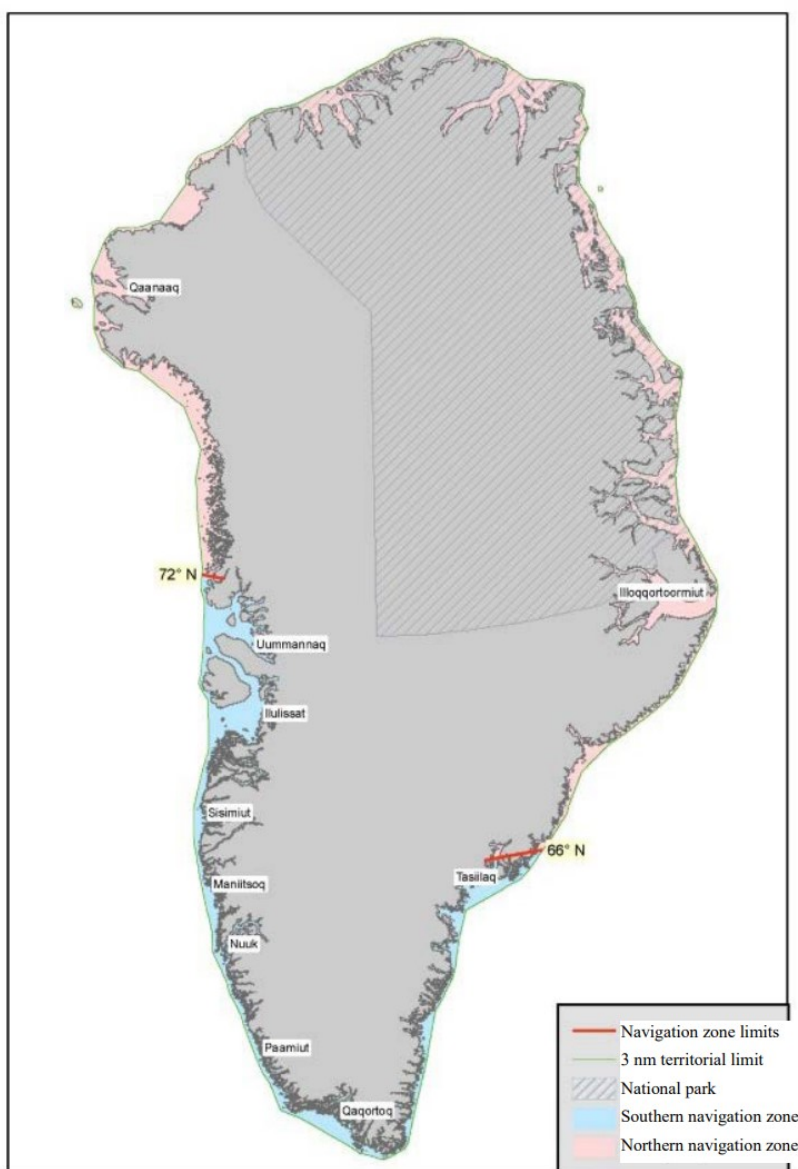 Qaanaaq
72° N
Illoqqortoormiut
Uummannaq
Ilulissat
Sisimiut
66° N
Tasiilaq
Maniitsoq
Nuuk
Paamiut
Qaqortoq
Navigation zone limits
3 nm territorial limit
National park
Southern navigation zone
Northern navigation zone